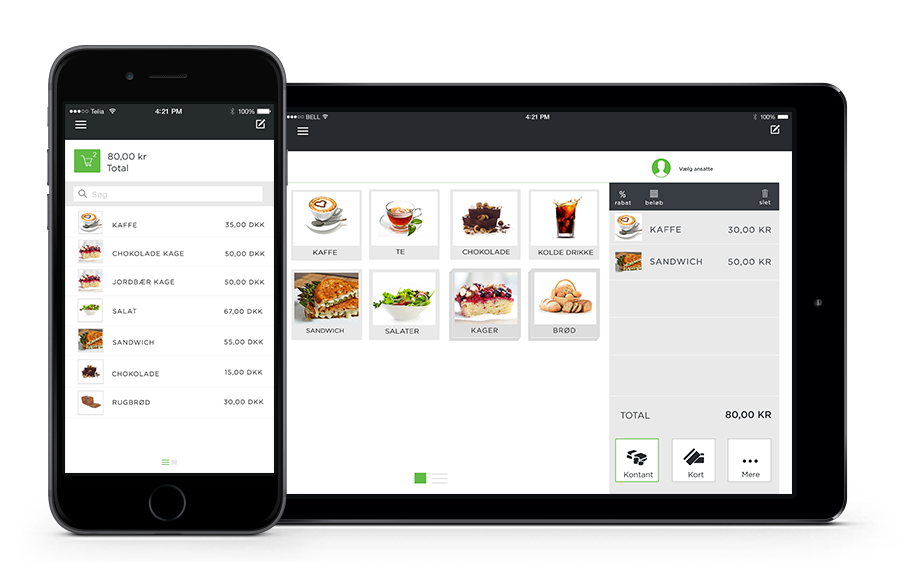 Telia
4:21 PM
100%
2
80,00 kr
Total
Søg
KAFFE 35,00 DKK
CHOKOLADE KAGE 50,00 DKK
JORDBÆR KAGE 50,00 DKK
SALAT 67,00 DKK
SANDWICH 55,00 DKK
CHOKOLADE 15,00 DKK
RUGBRØD 30,00 DKK
BELL
4:21 PM
100%
Vælg ansatte
KAFFE
TE
CHOKOLADE
KOLDE DRIKKE
SANDWICH
SALATER
KAGER
BRØD
%
rabat
beløb
slet
KAFFE 30,00 KR
SANDWICH 50,00 KR
TOTAL 80,00 KR
Kontant
Kort
Mere